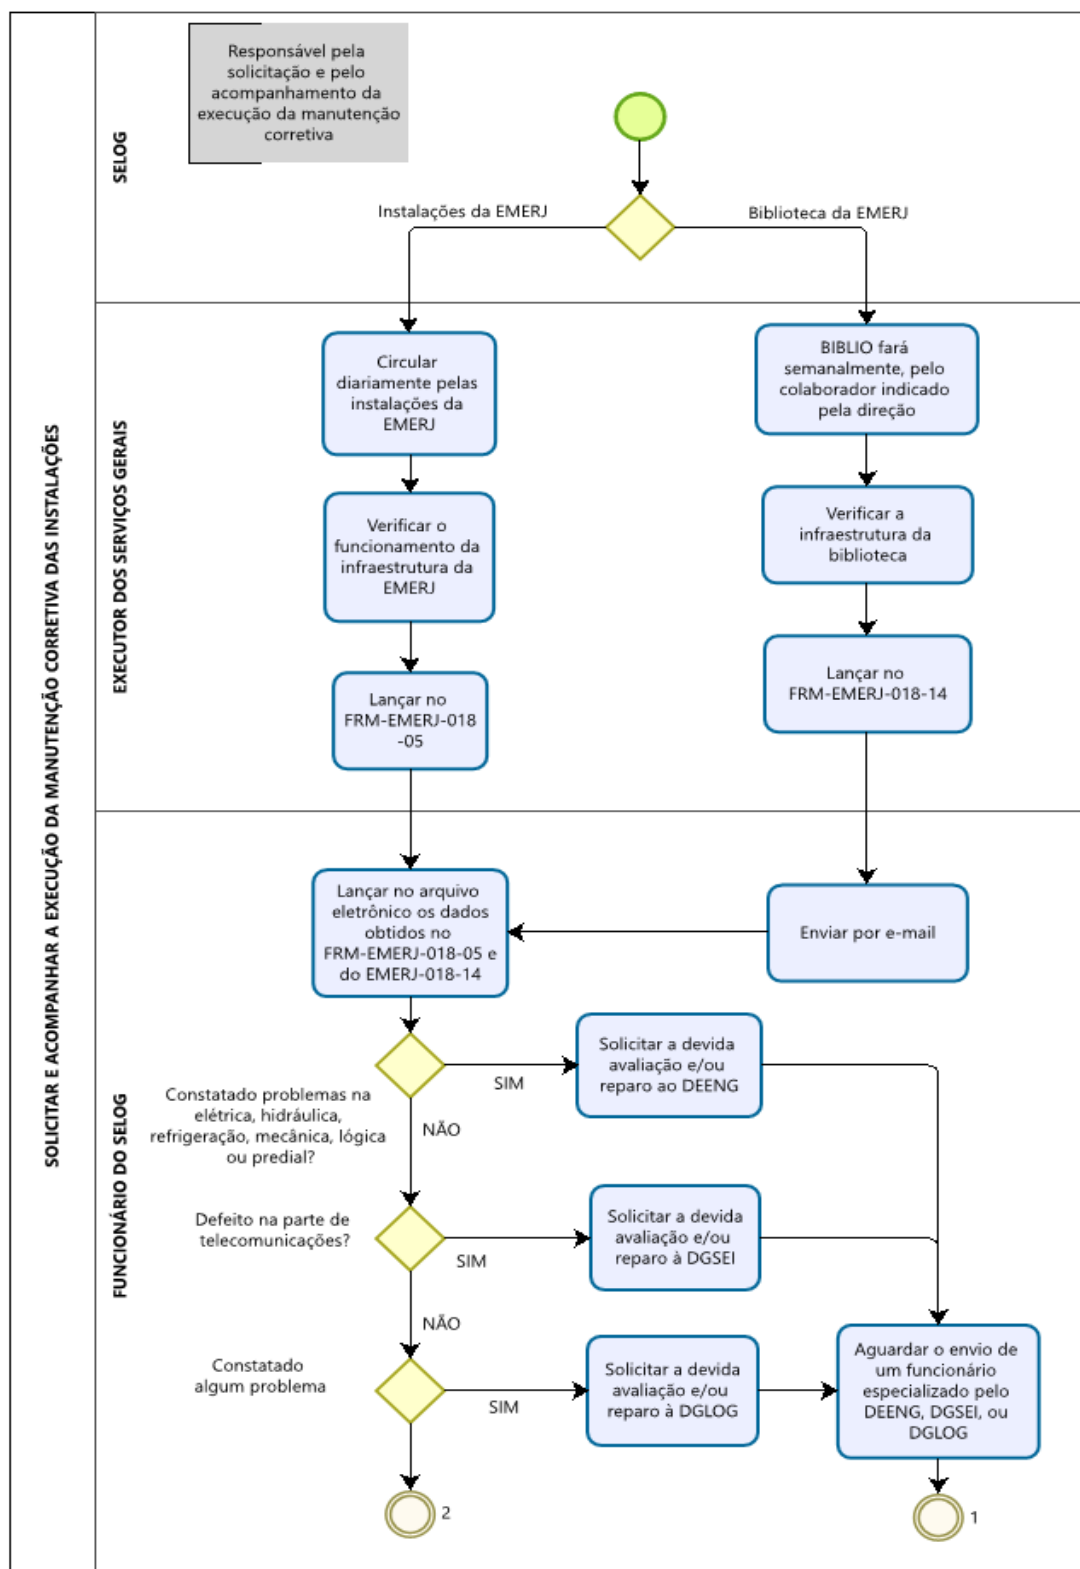 SOLICITAR E ACOMPANHAR A EXECUÇÃO DA MANUTENÇÃO CORRETIVA DAS INSTALAÇÕES
SELOG
Responsável pela
solicitação e pelo
acompanhamento da
execução da manutenção
corretiva
Instalações da EMERJ
Biblioteca da EMERJ
EXECUTOR DOS SERVIÇOS GERAIS
Circular
diariamente pelas
instalações da
EMERJ
BIBLIO fará
semanalmente, pelo
colaborador indicado
pela direção
Verificar o
funcionamento da
infraestrutura da
EMERJ
Verificar a
infraestrutura da
biblioteca
Lançar no
FRM-EMERJ-018
-05
Lançar no
FRM-EMERJ-018-14
FUNCIONÁRIO DO SELOG
Lançar no arquivo
eletrônico os dados
obtidos no
FRM-EMERJ-018-05 e
do EMERJ-018-14
Enviar por e-mail
Constatado problemas na
elétrica, hidráulica,
refrigeração, mecânica, lógica
ou predial?
SIM
NÃO
Solicitar a devida
avaliação e/ou
reparo ao DEENG
Defeito na parte de
telecomunicações?
SIM
NÃO
Solicitar a devida
avaliação e/ou
reparo à DGSEI
Constatado
algum problema
SIM
Solicitar a devida
avaliação e/ou
reparo à DGLOG
Aguardar o envio de
um funcionário
especializado pelo
DEENG, DGSEI, ou
DGLOG
2
1